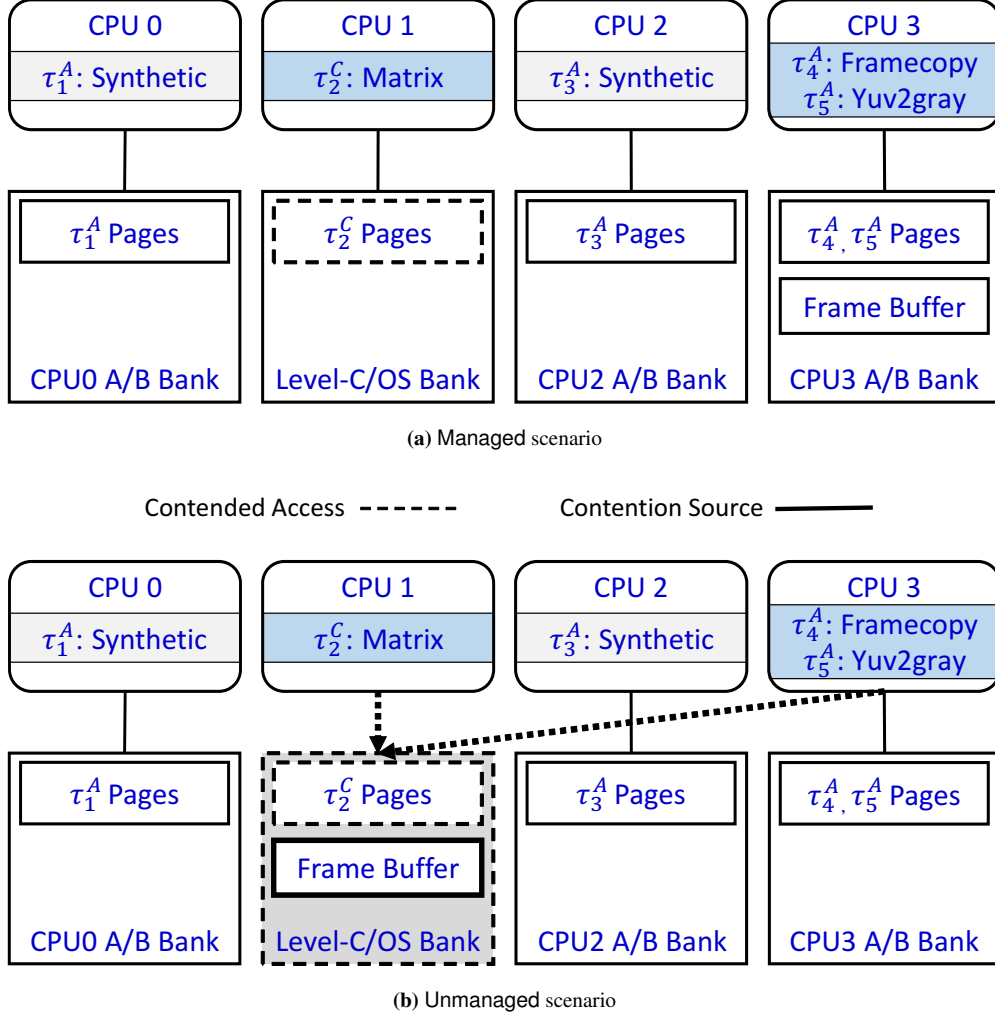 CPU 0
CPU 1
CPU 2
CPU 3
τ₁ᴬ: Synthetic
τ₂ᶜ: Matrix
τ₃ᴬ: Synthetic
τ₄ᴬ: Framecopy
τ₅ᴬ: Yuv2gray
τ₁ᴬ Pages
τ₂ᶜ Pages
τ₃ᴬ Pages
τ₄ᴬ, τ₅ᴬ Pages
Frame Buffer
CPU0 A/B Bank
Level-C/OS Bank
CPU2 A/B Bank
CPU3 A/B Bank
(a) Managed scenario
Contended Access
Contention Source
CPU 0
CPU 1
CPU 2
CPU 3
τ₁ᴬ: Synthetic
τ₂ᶜ: Matrix
τ₃ᴬ: Synthetic
τ₄ᴬ: Framecopy
τ₅ᴬ: Yuv2gray
τ₁ᴬ Pages
τ₂ᶜ Pages
τ₃ᴬ Pages
τ₄ᴬ, τ₅ᴬ Pages
Frame Buffer
CPU0 A/B Bank
Level-C/OS Bank
CPU2 A/B Bank
CPU3 A/B Bank
(b) Unmanaged scenario